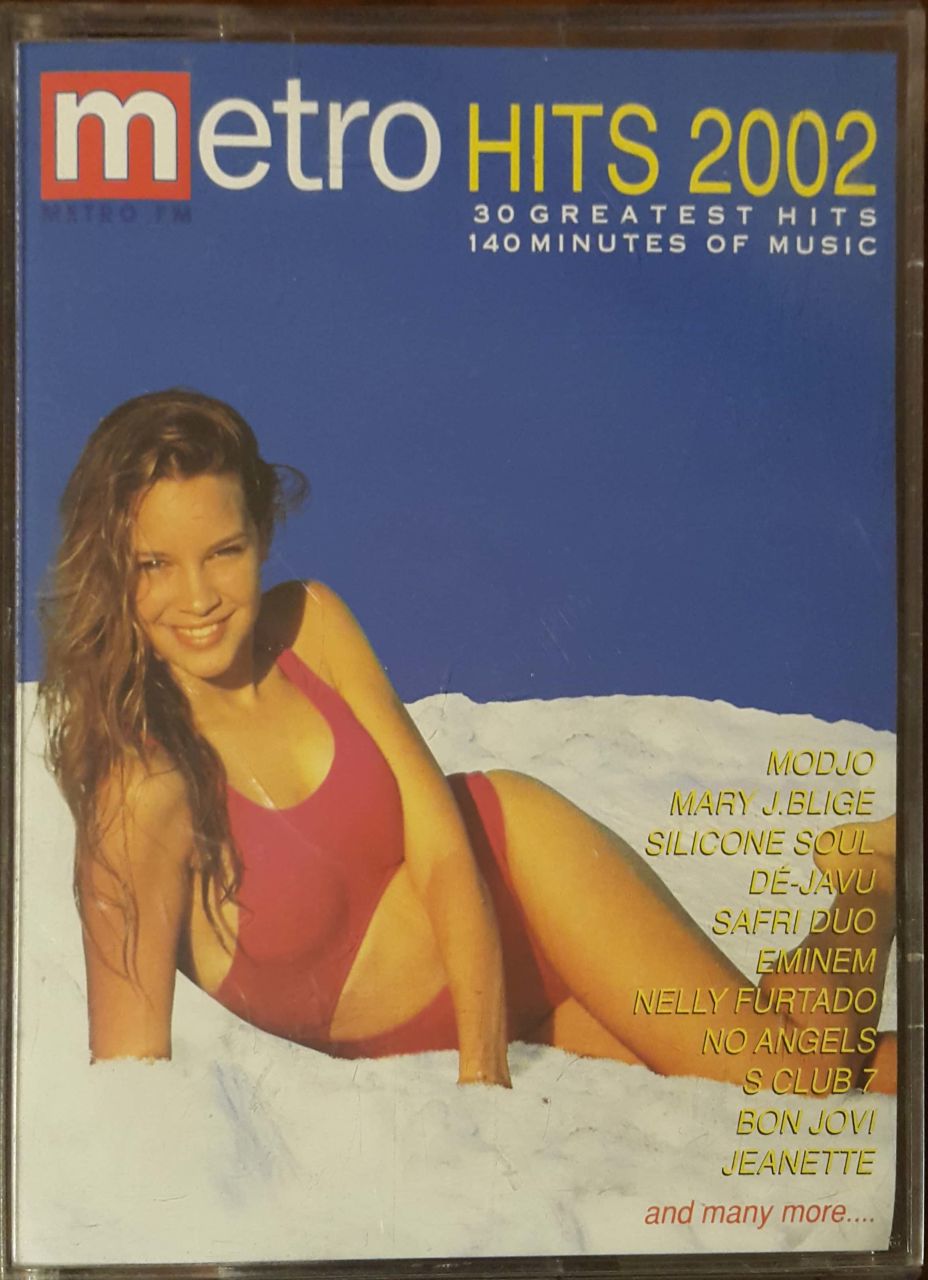 metro HITS 2002
METRO FM
30 GREATEST HITS
140 MINUTES OF MUSIC
MODJO
MARY J.BLIGE
SILICONE SOUL
DÉ-JAVU
SAFRI DUO
EMINEM
NELLY FURTADO
NO ANGELS
S CLUB 7
BON JOVI
JEANETTE
and many more....